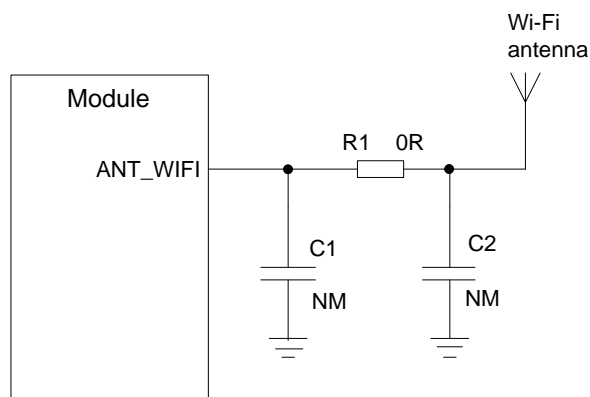 Wi-Fi
antenna
Module
R1 0R
ANT_WIFI
C1
C2
NM
NM